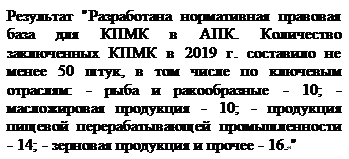 Результат "Разработана нормативная правовая
база для КПМК в АПК. Количество
заключенных КПМК в 2019 г. составило не
менее 50 штук, в том числе по ключевым
отраслям: - рыба и ракообразные - 10; -
масложировая продукция - 10; - продукция
пищевой перерабатывающей промышленности
- 14; - зерновая продукция и прочее - 16."